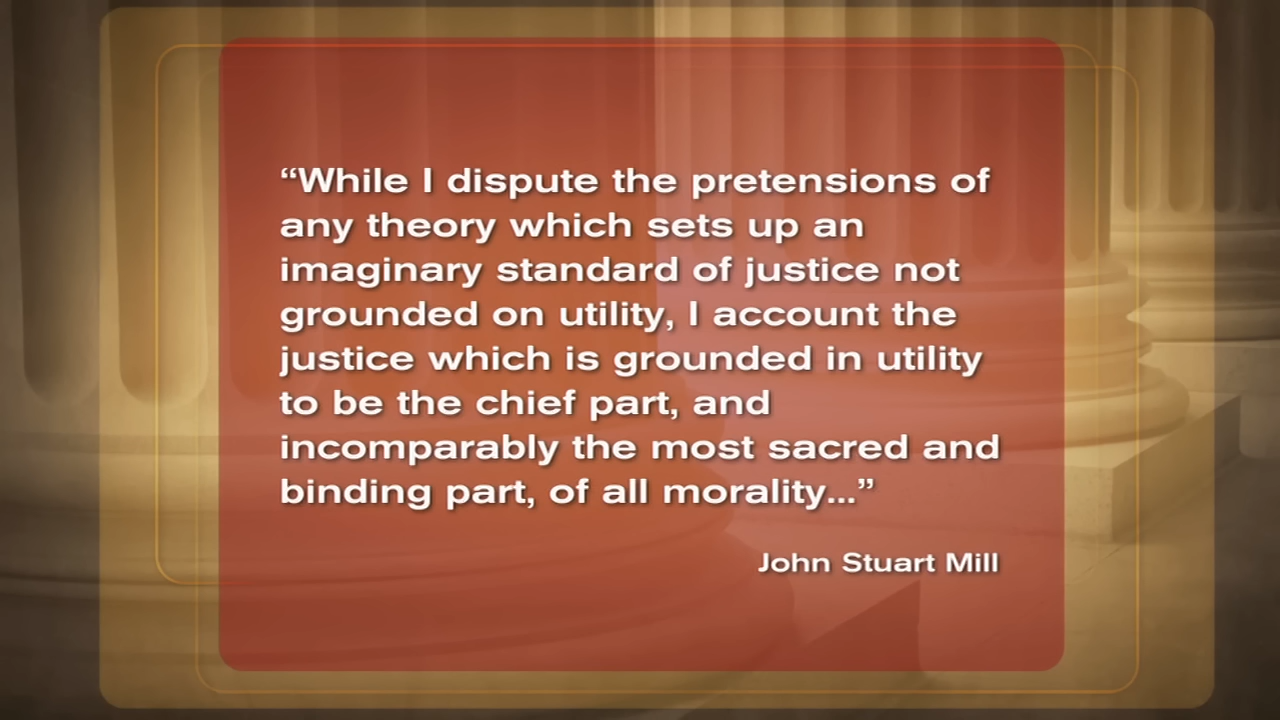 “While I dispute the pretensions of
any theory which sets up an
imaginary standard of justice not
grounded on utility, I account the
justice which is grounded in utility
to be the chief part, and
incomparably the most sacred and
binding part, of all morality...”
John Stuart Mill